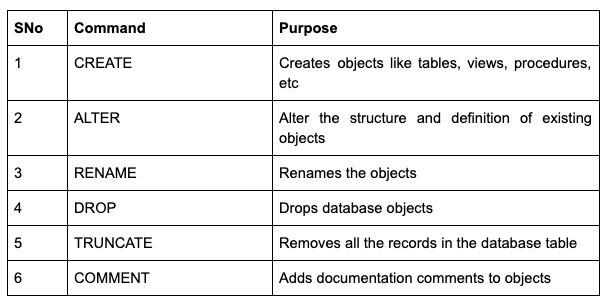 SNo Command Purpose
1 CREATE Creates objects like tables, views, procedures,
etc
2 ALTER Alter the structure and definition of existing
objects
3 RENAME Renames the objects
4 DROP Drops database objects
5 TRUNCATE Removes all the records in the database table
6 COMMENT Adds documentation comments to objects